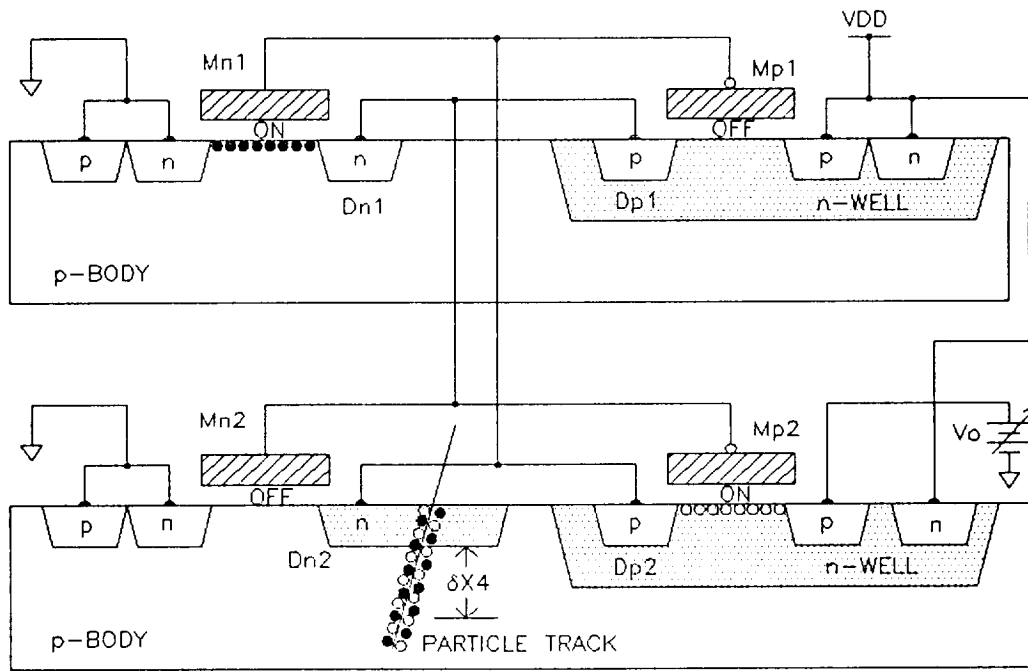 VDD
Mn1
Mp1
ON
OFF
p n n p p n
Dn1
Dp1
n-WELL
p-BODY
Mn2
Mp2
Vo
OFF
ON
p n n p p n
Dn2
δX4
Dp2
n-WELL
p-BODY
PARTICLE TRACK